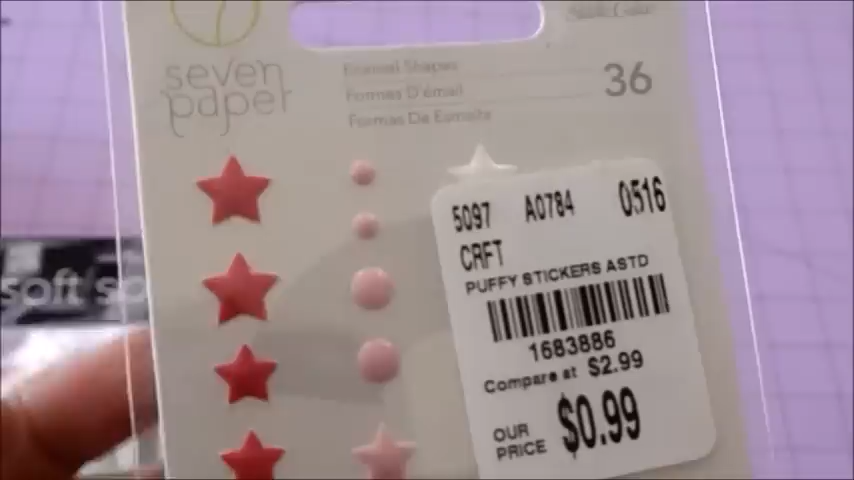 seven
paper
Enamel Shapes
Formes D'émail
Formas De Esmalte
36
5097 A0784 0516
CRFT
PUFFY STICKERS ASTD
1683886
Compare at $2.99
OUR
PRICE $0.99
soft